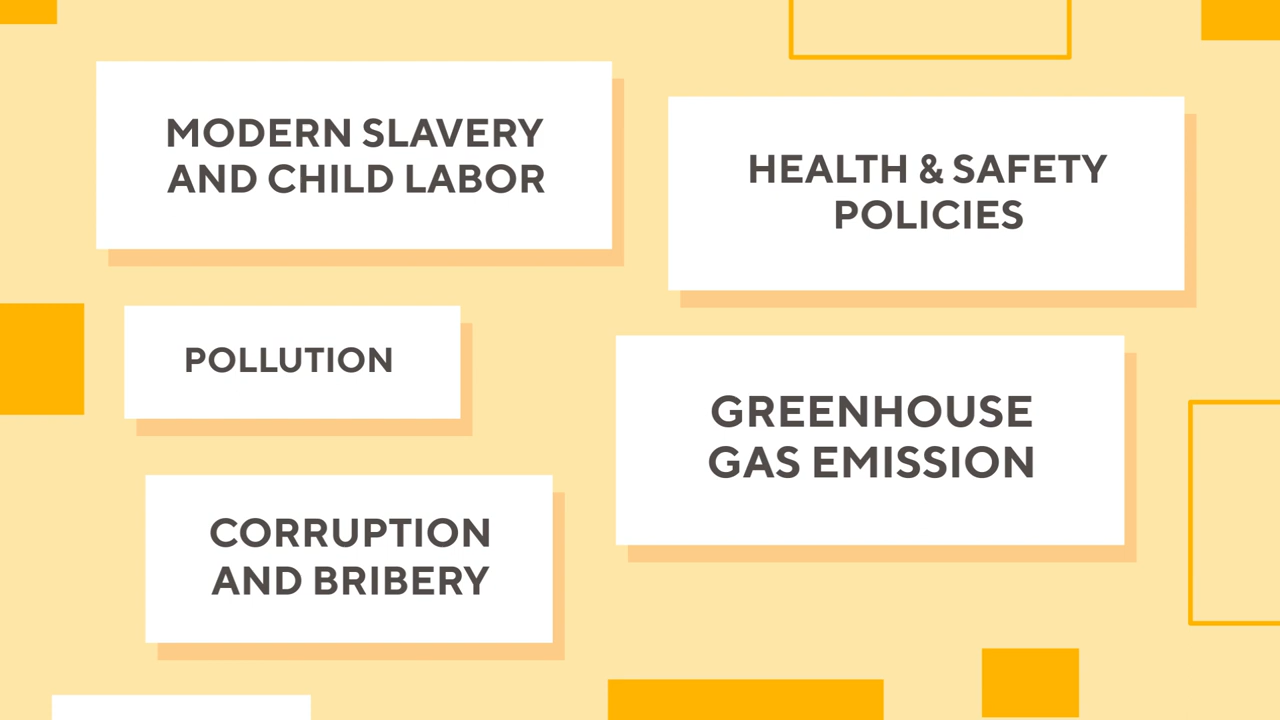 MODERN SLAVERY
AND CHILD LABOR
HEALTH & SAFETY
POLICIES
POLLUTION
GREENHOUSE
GAS EMISSION
CORRUPTION
AND BRIBERY